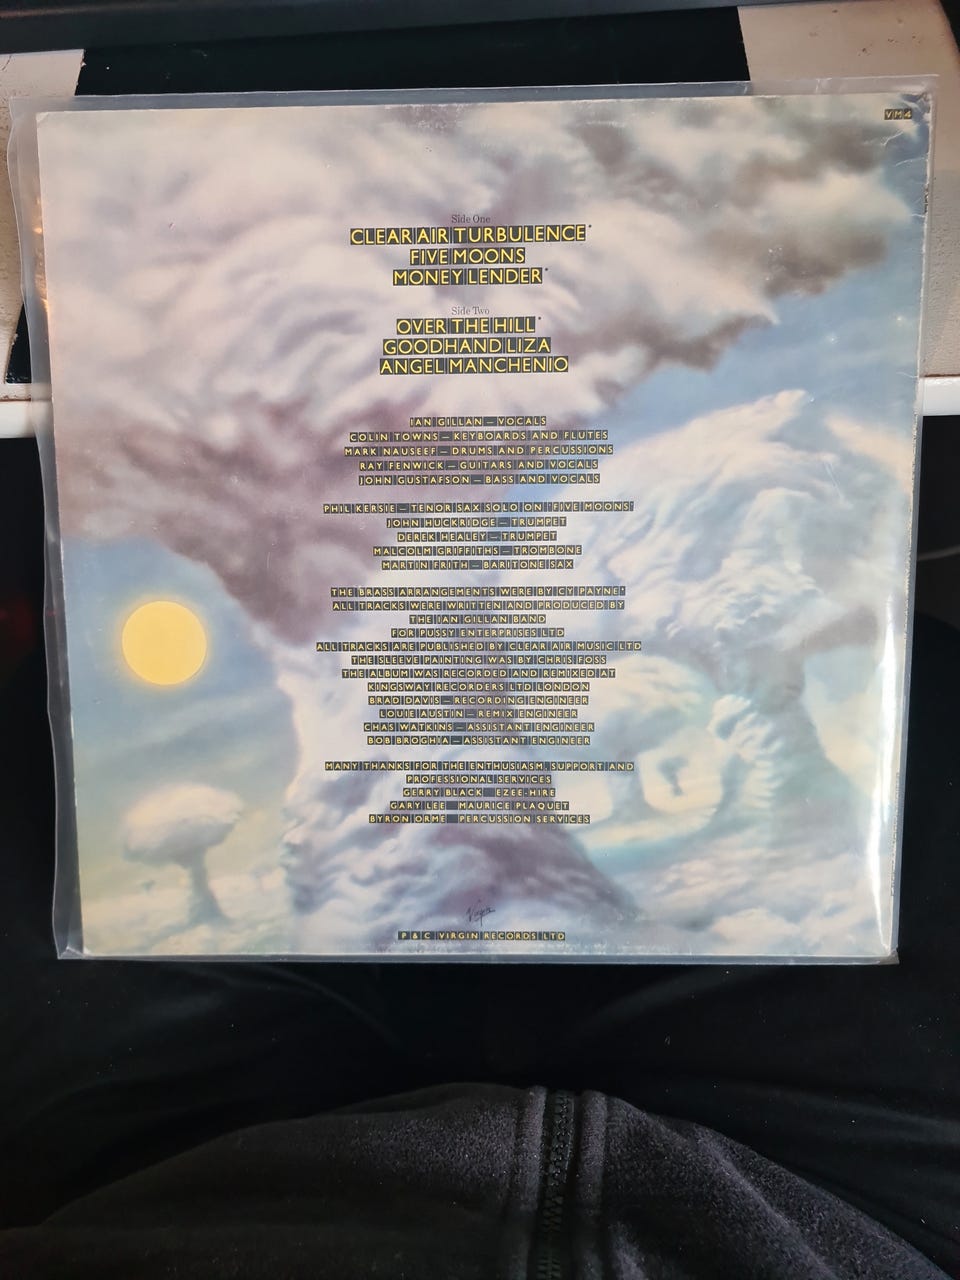 VM4
Side One
CLEAR AIR TURBULENCE*
FIVE MOONS
MONEY LENDER*
Side Two
OVER THE HILL*
GOODHAND LIZA
ANGEL MANCHENIO
IAN GILLAN — VOCALS
COLIN TOWNS — KEYBOARDS AND FLUTES
MARK NAUSEEF — DRUMS AND PERCUSSIONS
RAY FENWICK — GUITARS AND VOCALS
JOHN GUSTAFSON — BASS AND VOCALS
PHIL KERSIE — TENOR SAX SOLO ON 'FIVE MOONS'
JOHN HUCKRIDGE — TRUMPET
DEREK HEALEY — TRUMPET
MALCOLM GRIFFITHS — TROMBONE
MARTIN FRITH — BARITONE SAX
THE BRASS ARRANGEMENTS WERE BY CY PAYNE*
ALL TRACKS WERE WRITTEN AND PRODUCED BY
THE IAN GILLAN BAND
FOR PUSSY ENTERPRISES LTD
ALL TRACKS ARE PUBLISHED BY CLEAR AIR MUSIC LTD
THE SLEEVE PAINTING WAS BY CHRIS FOSS
THE ALBUM WAS RECORDED AND REMIXED AT
KINGSWAY RECORDERS LTD LONDON
BRAD DAVIS — RECORDING ENGINEER
LOUIE AUSTIN — REMIX ENGINEER
CHAS WATKINS — ASSISTANT ENGINEER
BOB BROGHIA — ASSISTANT ENGINEER
MANY THANKS FOR THE ENTHUSIASM, SUPPORT AND
PROFESSIONAL SERVICES
GERRY BLACK EZEE-HIRE
GARY LEE MAURICE PLAQUET
BYRON ORME PERCUSSION SERVICES
Virgin
P & C VIRGIN RECORDS LTD